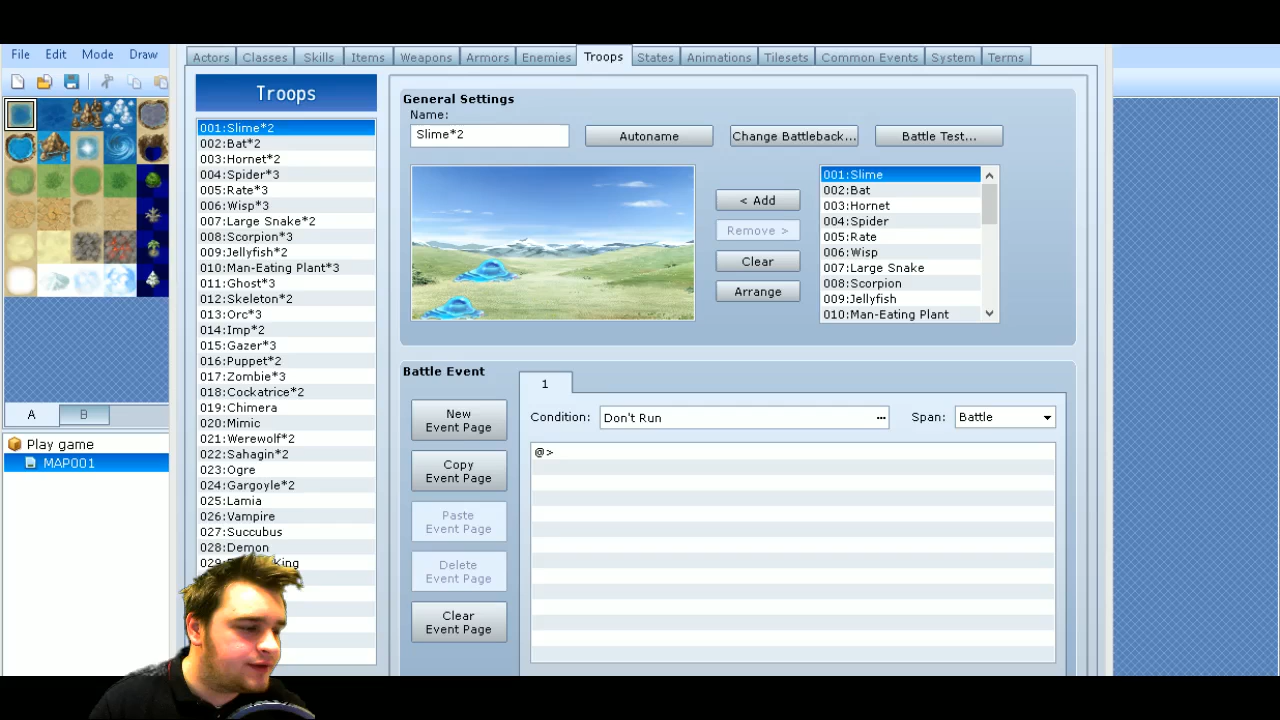 File Edit Mode Draw
Actors Classes Skills Items Weapons Armors Enemies Troops States Animations Tilesets Common Events System Terms
Troops
001:Slime*2
002:Bat*2
003:Hornet*2
004:Spider*3
005:Rate*3
006:Wisp*3
007:Large Snake*2
008:Scorpion*3
009:Jellyfish*2
010:Man-Eating Plant*3
011:Ghost*3
012:Skeleton*2
013:Orc*3
014:Imp*2
015:Gazer*3
016:Puppet*2
017:Zombie*3
018:Cockatrice*2
019:Chimera
020:Mimic
021:Werewolf*2
022:Sahagin*2
023:Ogre
024:Gargoyle*2
025:Lamia
026:Vampire
027:Succubus
028:Demon
General Settings
Name:
Slime*2
Autoname
Change Battleback...
Battle Test...
< Add
Remove >
Clear
Arrange
001:Slime
002:Bat
003:Hornet
004:Spider
005:Rate
006:Wisp
007:Large Snake
008:Scorpion
009:Jellyfish
010:Man-Eating Plant
Battle Event
1
New
Event Page
Copy
Event Page
Paste
Event Page
Delete
Event Page
Clear
Event Page
Condition: Don't Run ... Span: Battle
@>
A B
Play game
MAP001